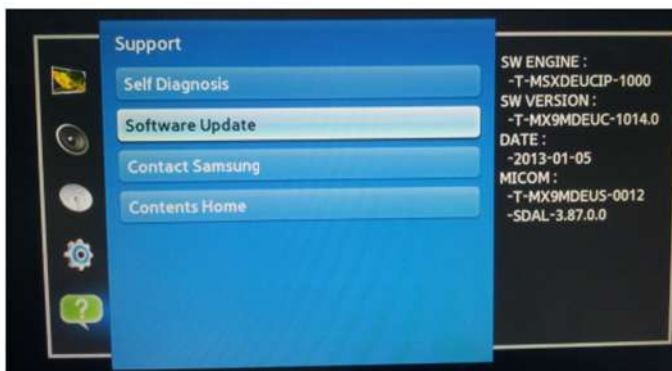 Support
Self Diagnosis
Software Update
Contact Samsung
Contents Home
SW ENGINE :
-T-MSXDEUCIP-1000
SW VERSION :
-T-MX9MDEUC-1014.0
DATE :
-2013-01-05
MICOM :
-T-MX9MDEUS-0012
-SDAL-3.87.0.0
?